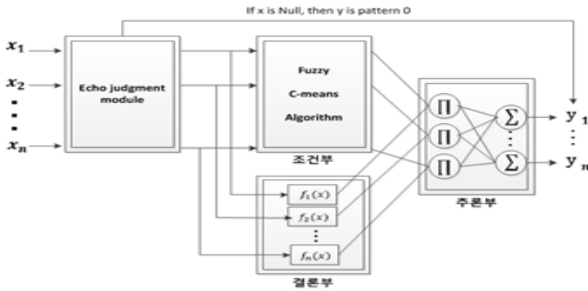 If x is Null, then y is pattern 0
x₁
x₂
xₙ
Echo judgment
module
Fuzzy
C-means
Algorithm
조건부
f₁(x)
f₂(x)
fₙ(x)
결론부
∏
∏
∏
∑
∑
추론부
y₁
yₙ